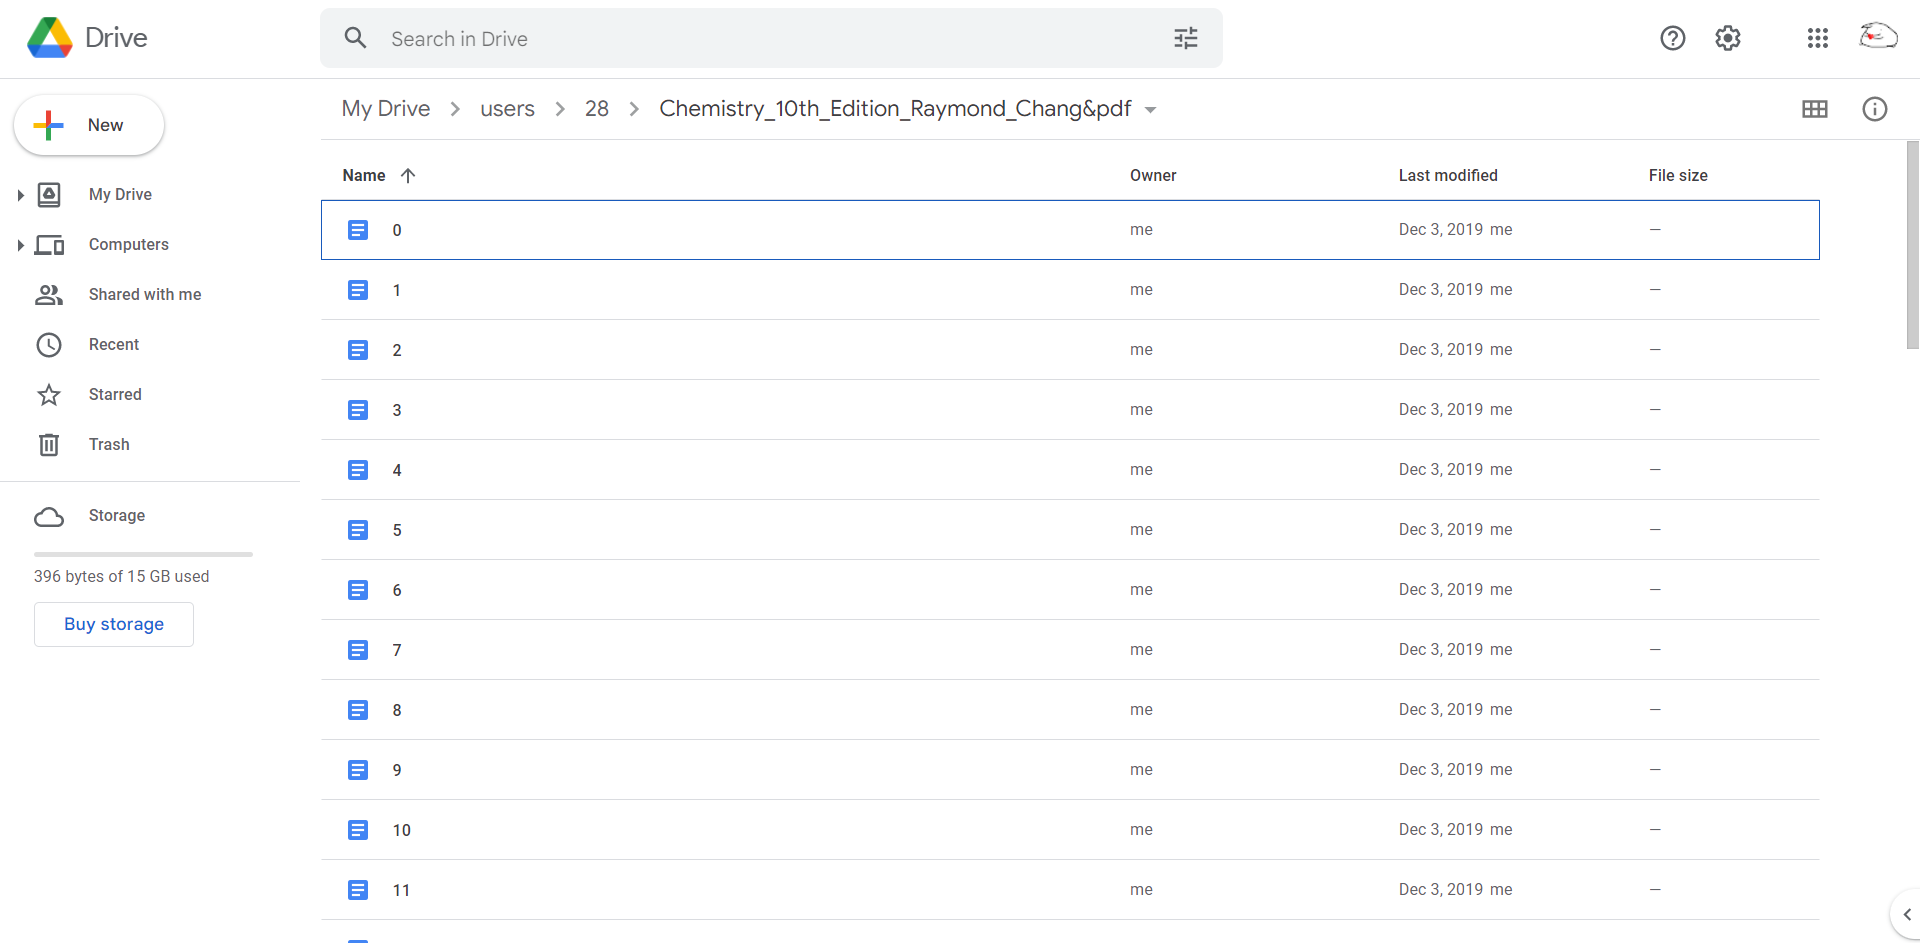 Drive
Search in Drive
New
My Drive
Computers
Shared with me
Recent
Starred
Trash
Storage
396 bytes of 15 GB used
Buy storage
My Drive > users > 28 > Chemistry_10th_Edition_Raymond_Chang&pdf
Name Owner Last modified File size
0 me Dec 3, 2019 me —
1 me Dec 3, 2019 me —
2 me Dec 3, 2019 me —
3 me Dec 3, 2019 me —
4 me Dec 3, 2019 me —
5 me Dec 3, 2019 me —
6 me Dec 3, 2019 me —
7 me Dec 3, 2019 me —
8 me Dec 3, 2019 me —
9 me Dec 3, 2019 me —
10 me Dec 3, 2019 me —
11 me Dec 3, 2019 me —